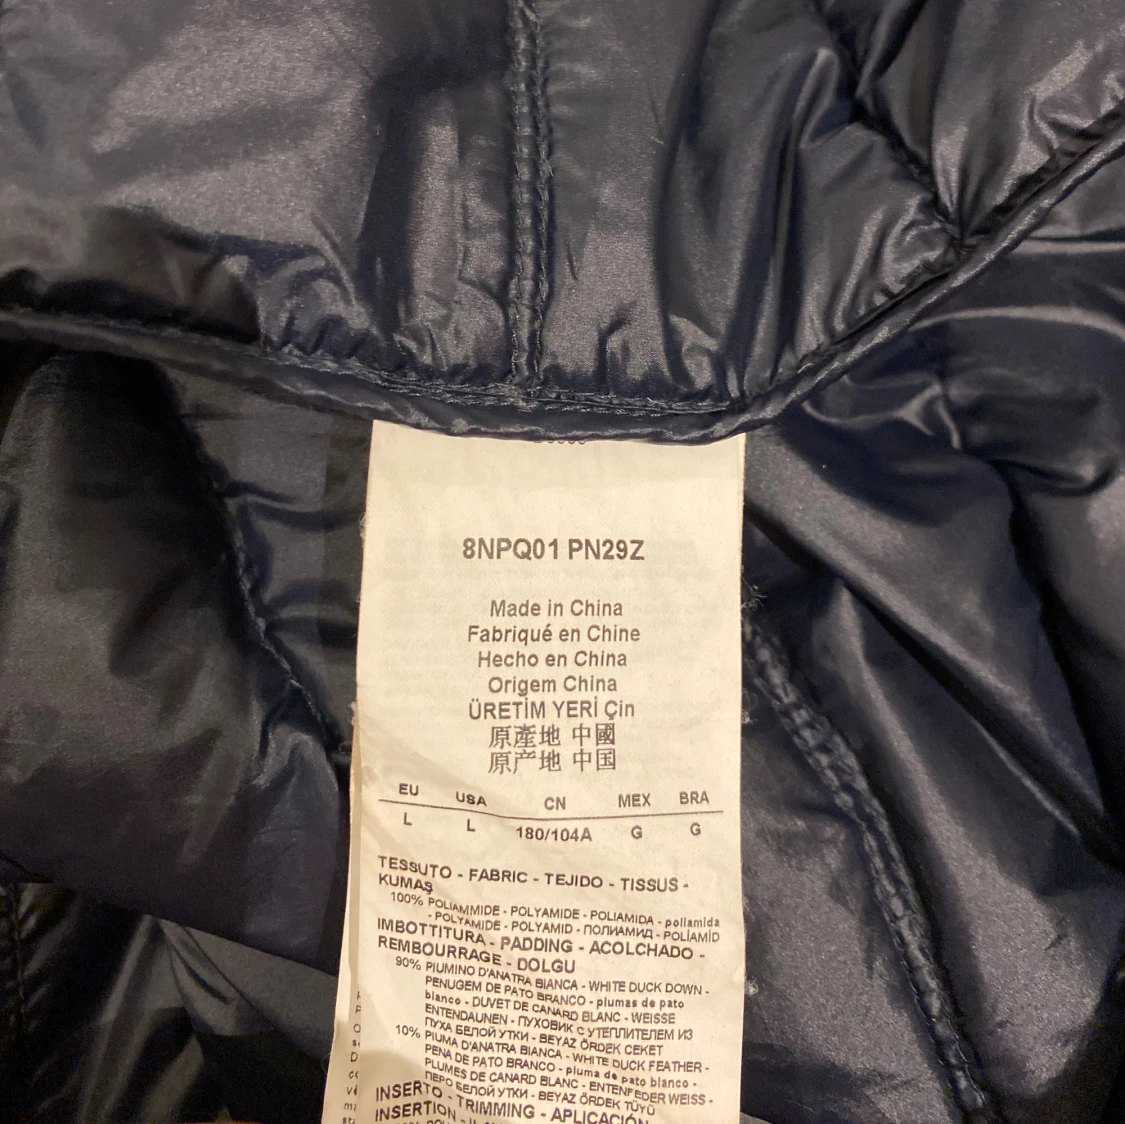 8NPQ01 PN29Z
Made in China
Fabriqué en Chine
Hecho en China
Origem China
ÜRETİM YERİ Çin
原產地 中國
原产地 中国
EU USA CN MEX BRA
L L 180/104A G G
TESSUTO - FABRIC - TEJIDO - TISSUS -
KUMAŞ
100% POLIAMMIDE - POLYAMIDE - POLIAMIDA - poliamida
- POLYAMIDE - POLYAMID - ПОЛИАМИД - POLİAMİD
IMBOTTITURA - PADDING - ACOLCHADO -
REMBOURRAGE - DOLGU
90% PIUMINO D'ANATRA BIANCA - WHITE DUCK DOWN -
PENUGEM DE PATO BRANCO - plumas de pato
blanco - DUVET DE CANARD BLANC - WEISSE
ENTENDAUNEN - ПУХОВИК С УТЕПЛИТЕЛЕМ ИЗ
ПУХА БЕЛОЙ УТКИ - BEYAZ ÖRDEK CEKET
10% PIUMA D'ANATRA BIANCA - WHITE DUCK FEATHER -
PENA DE PATO BRANCO - pluma de pato blanco -
PLUMES DE CANARD BLANC - ENTENFEDER WEISS -
ПЕРО БЕЛОЙ УТКИ - BEYAZ ÖRDEK TÜYÜ
INSERTO - TRIMMING - APLICACIÓN
INSERTION -